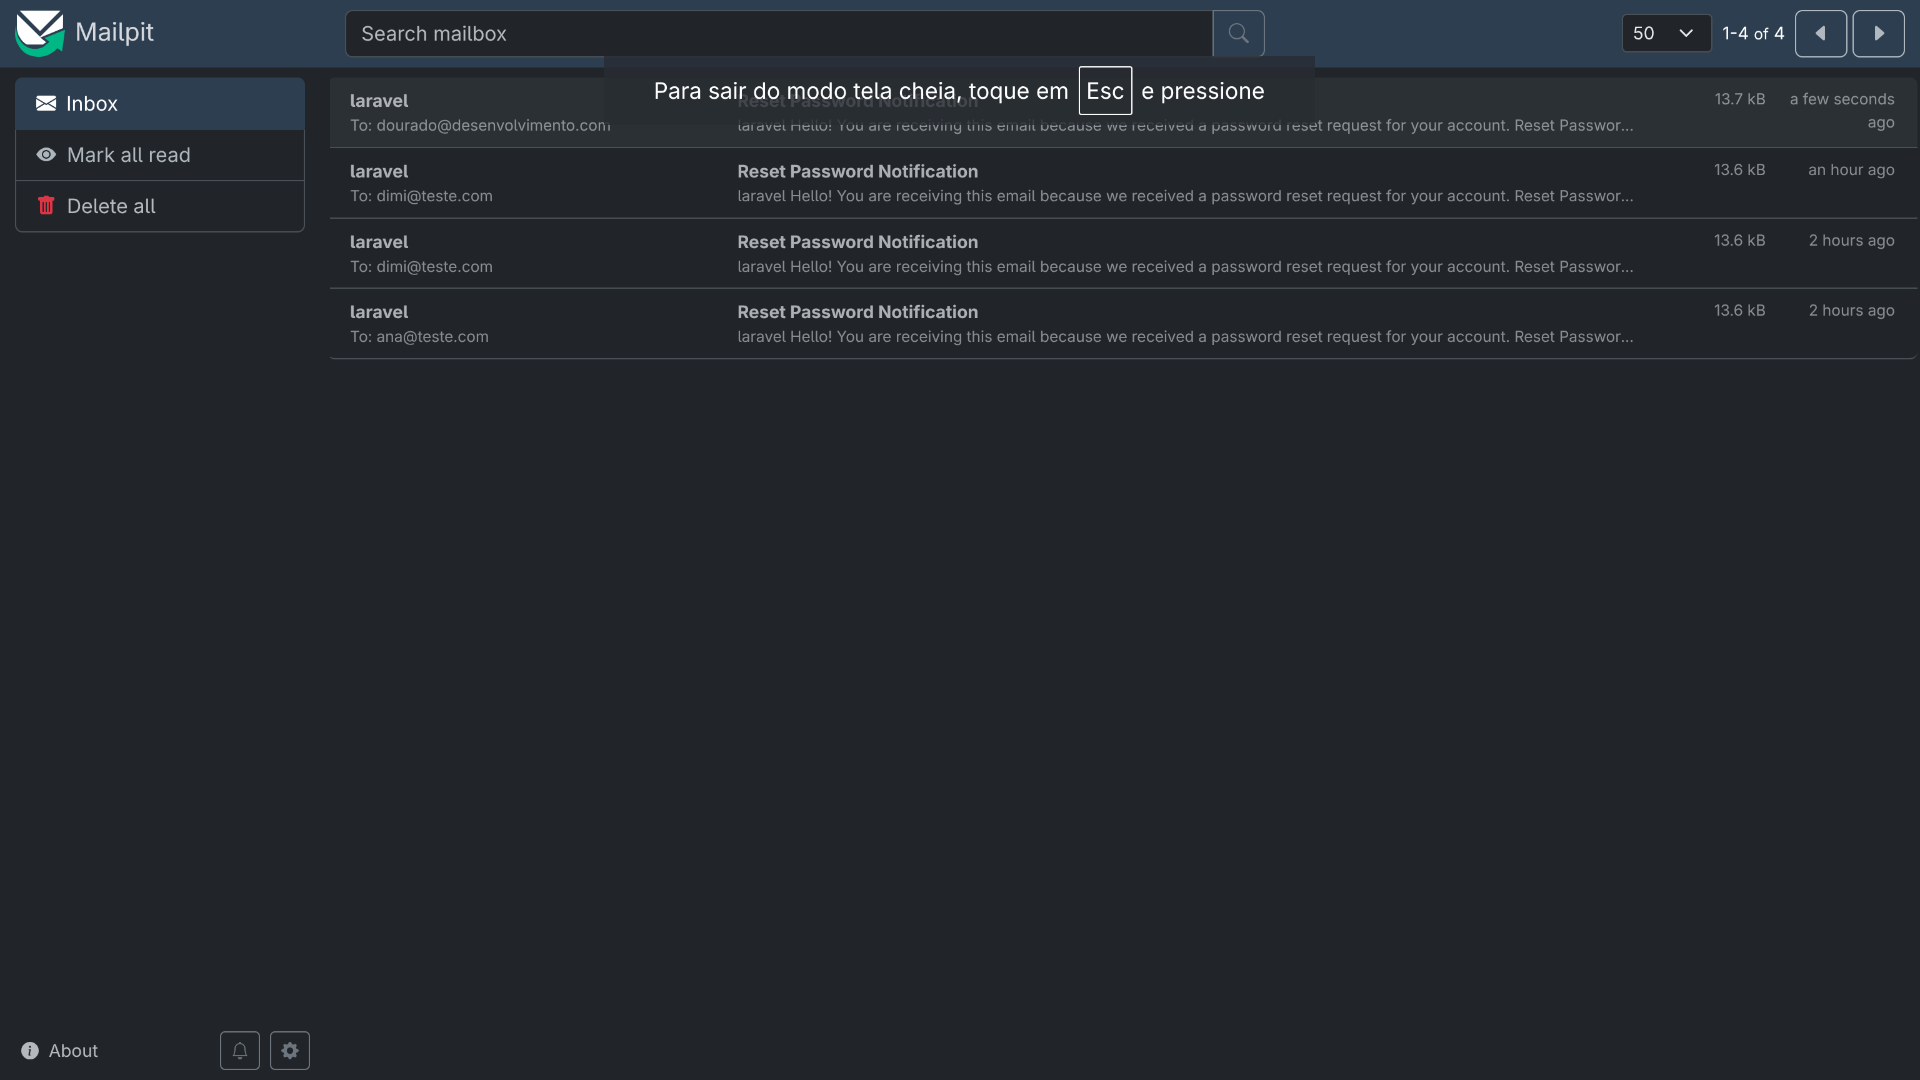 Mailpit
Search mailbox
50
1-4 of 4
Para sair do modo tela cheia, toque em Esc e pressione
Inbox
Mark all read
Delete all
laravel
To: dourado@desenvolvimento.com
Reset Password Notification
laravel Hello! You are receiving this email because we received a password reset request for your account. Reset Passwor...
13.7 kB
a few seconds
ago
laravel
To: dimi@teste.com
Reset Password Notification
laravel Hello! You are receiving this email because we received a password reset request for your account. Reset Passwor...
13.6 kB
an hour ago
laravel
To: dimi@teste.com
Reset Password Notification
laravel Hello! You are receiving this email because we received a password reset request for your account. Reset Passwor...
13.6 kB
2 hours ago
laravel
To: ana@teste.com
Reset Password Notification
laravel Hello! You are receiving this email because we received a password reset request for your account. Reset Passwor...
13.6 kB
2 hours ago
About